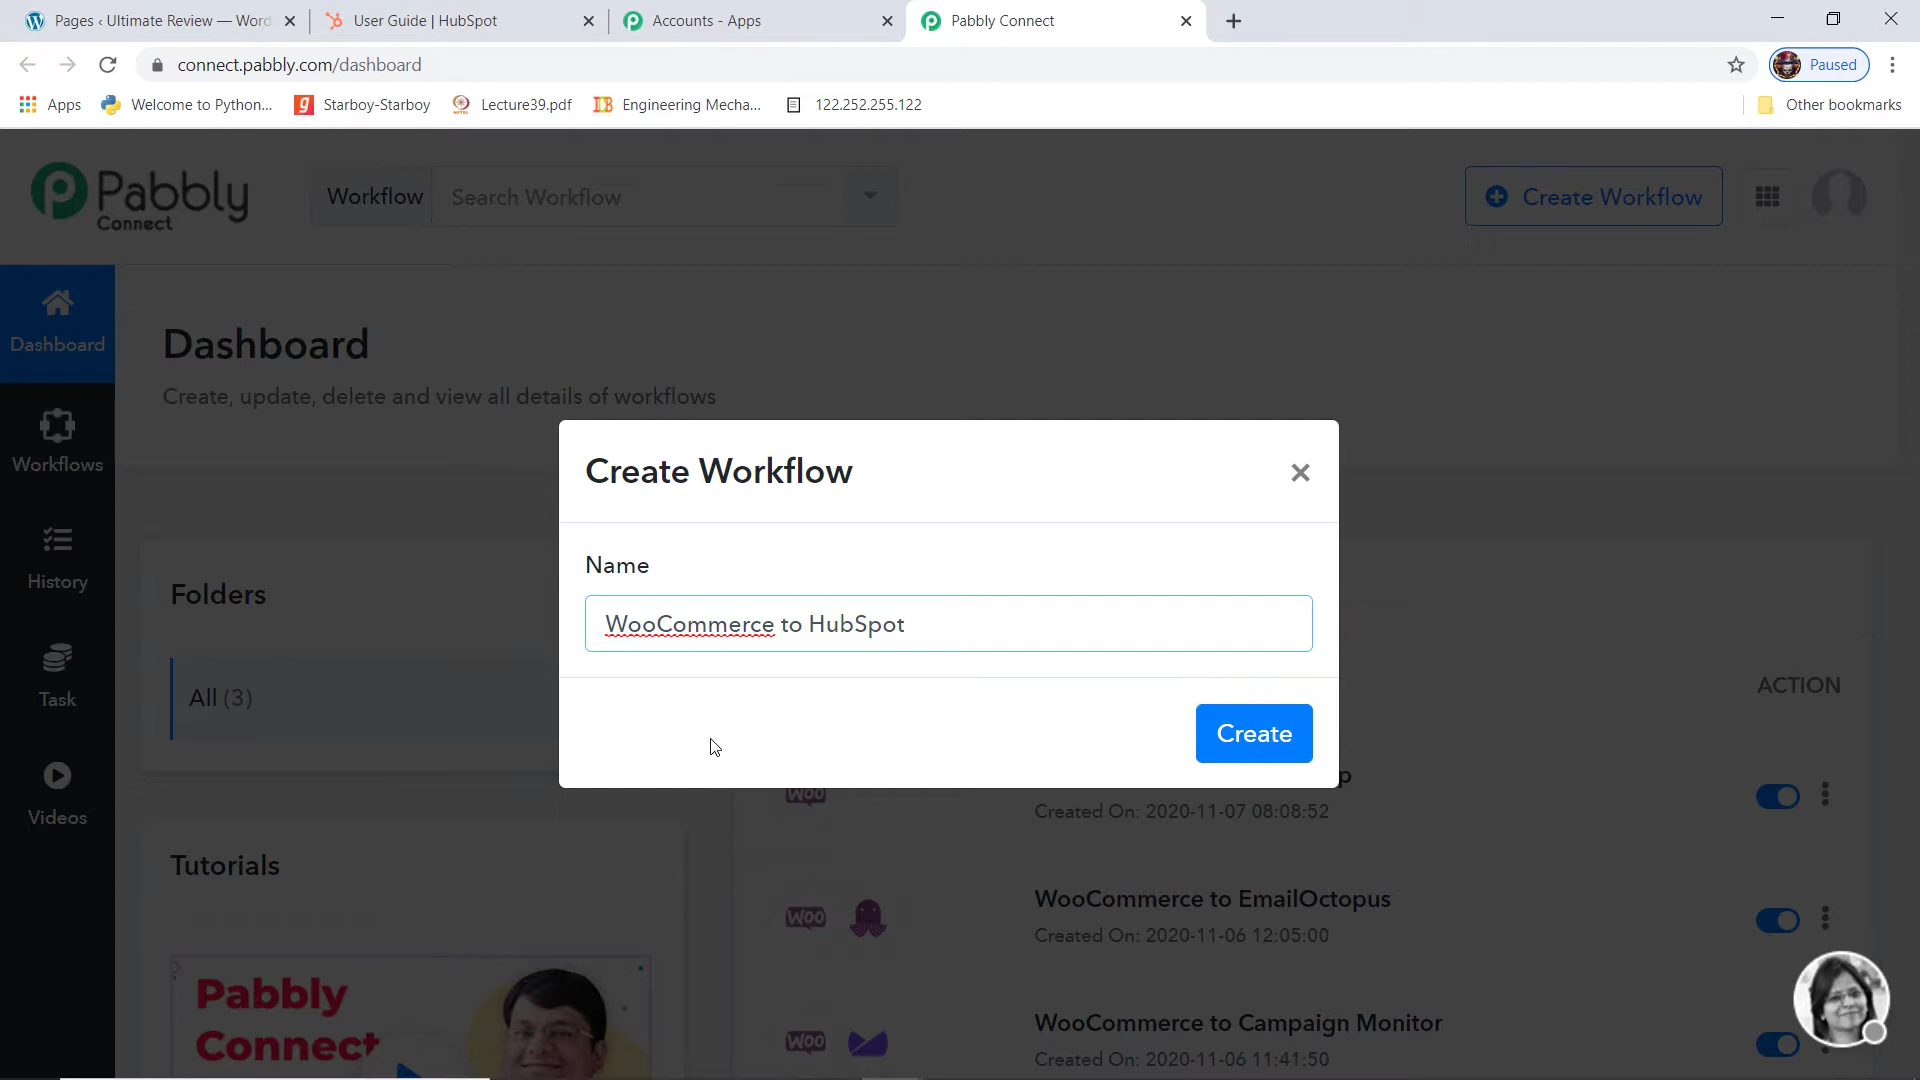 Pages ‹ Ultimate Review — Word
User Guide | HubSpot
Accounts - Apps
Pabbly Connect
connect.pabbly.com/dashboard
Paused
Apps
Welcome to Python...
Starboy-Starboy
Lecture39.pdf
Engineering Mecha...
122.252.255.122
Other bookmarks
Pabbly
Connect
Workflow
Search Workflow
Create Workflow
Dashboard
Workflows
History
Task
Videos
Dashboard
Create, update, delete and view all details of workflows
Create Workflow
Name
WooCommerce to HubSpot
Create
Folders
All (3)
ACTION
p
Woo
Created On: 2020-11-07 08:08:52
Tutorials
Woo
WooCommerce to EmailOctopus
Created On: 2020-11-06 12:05:00
Woo
WooCommerce to Campaign Monitor
Created On: 2020-11-06 11:41:50
Pabbly
Connect